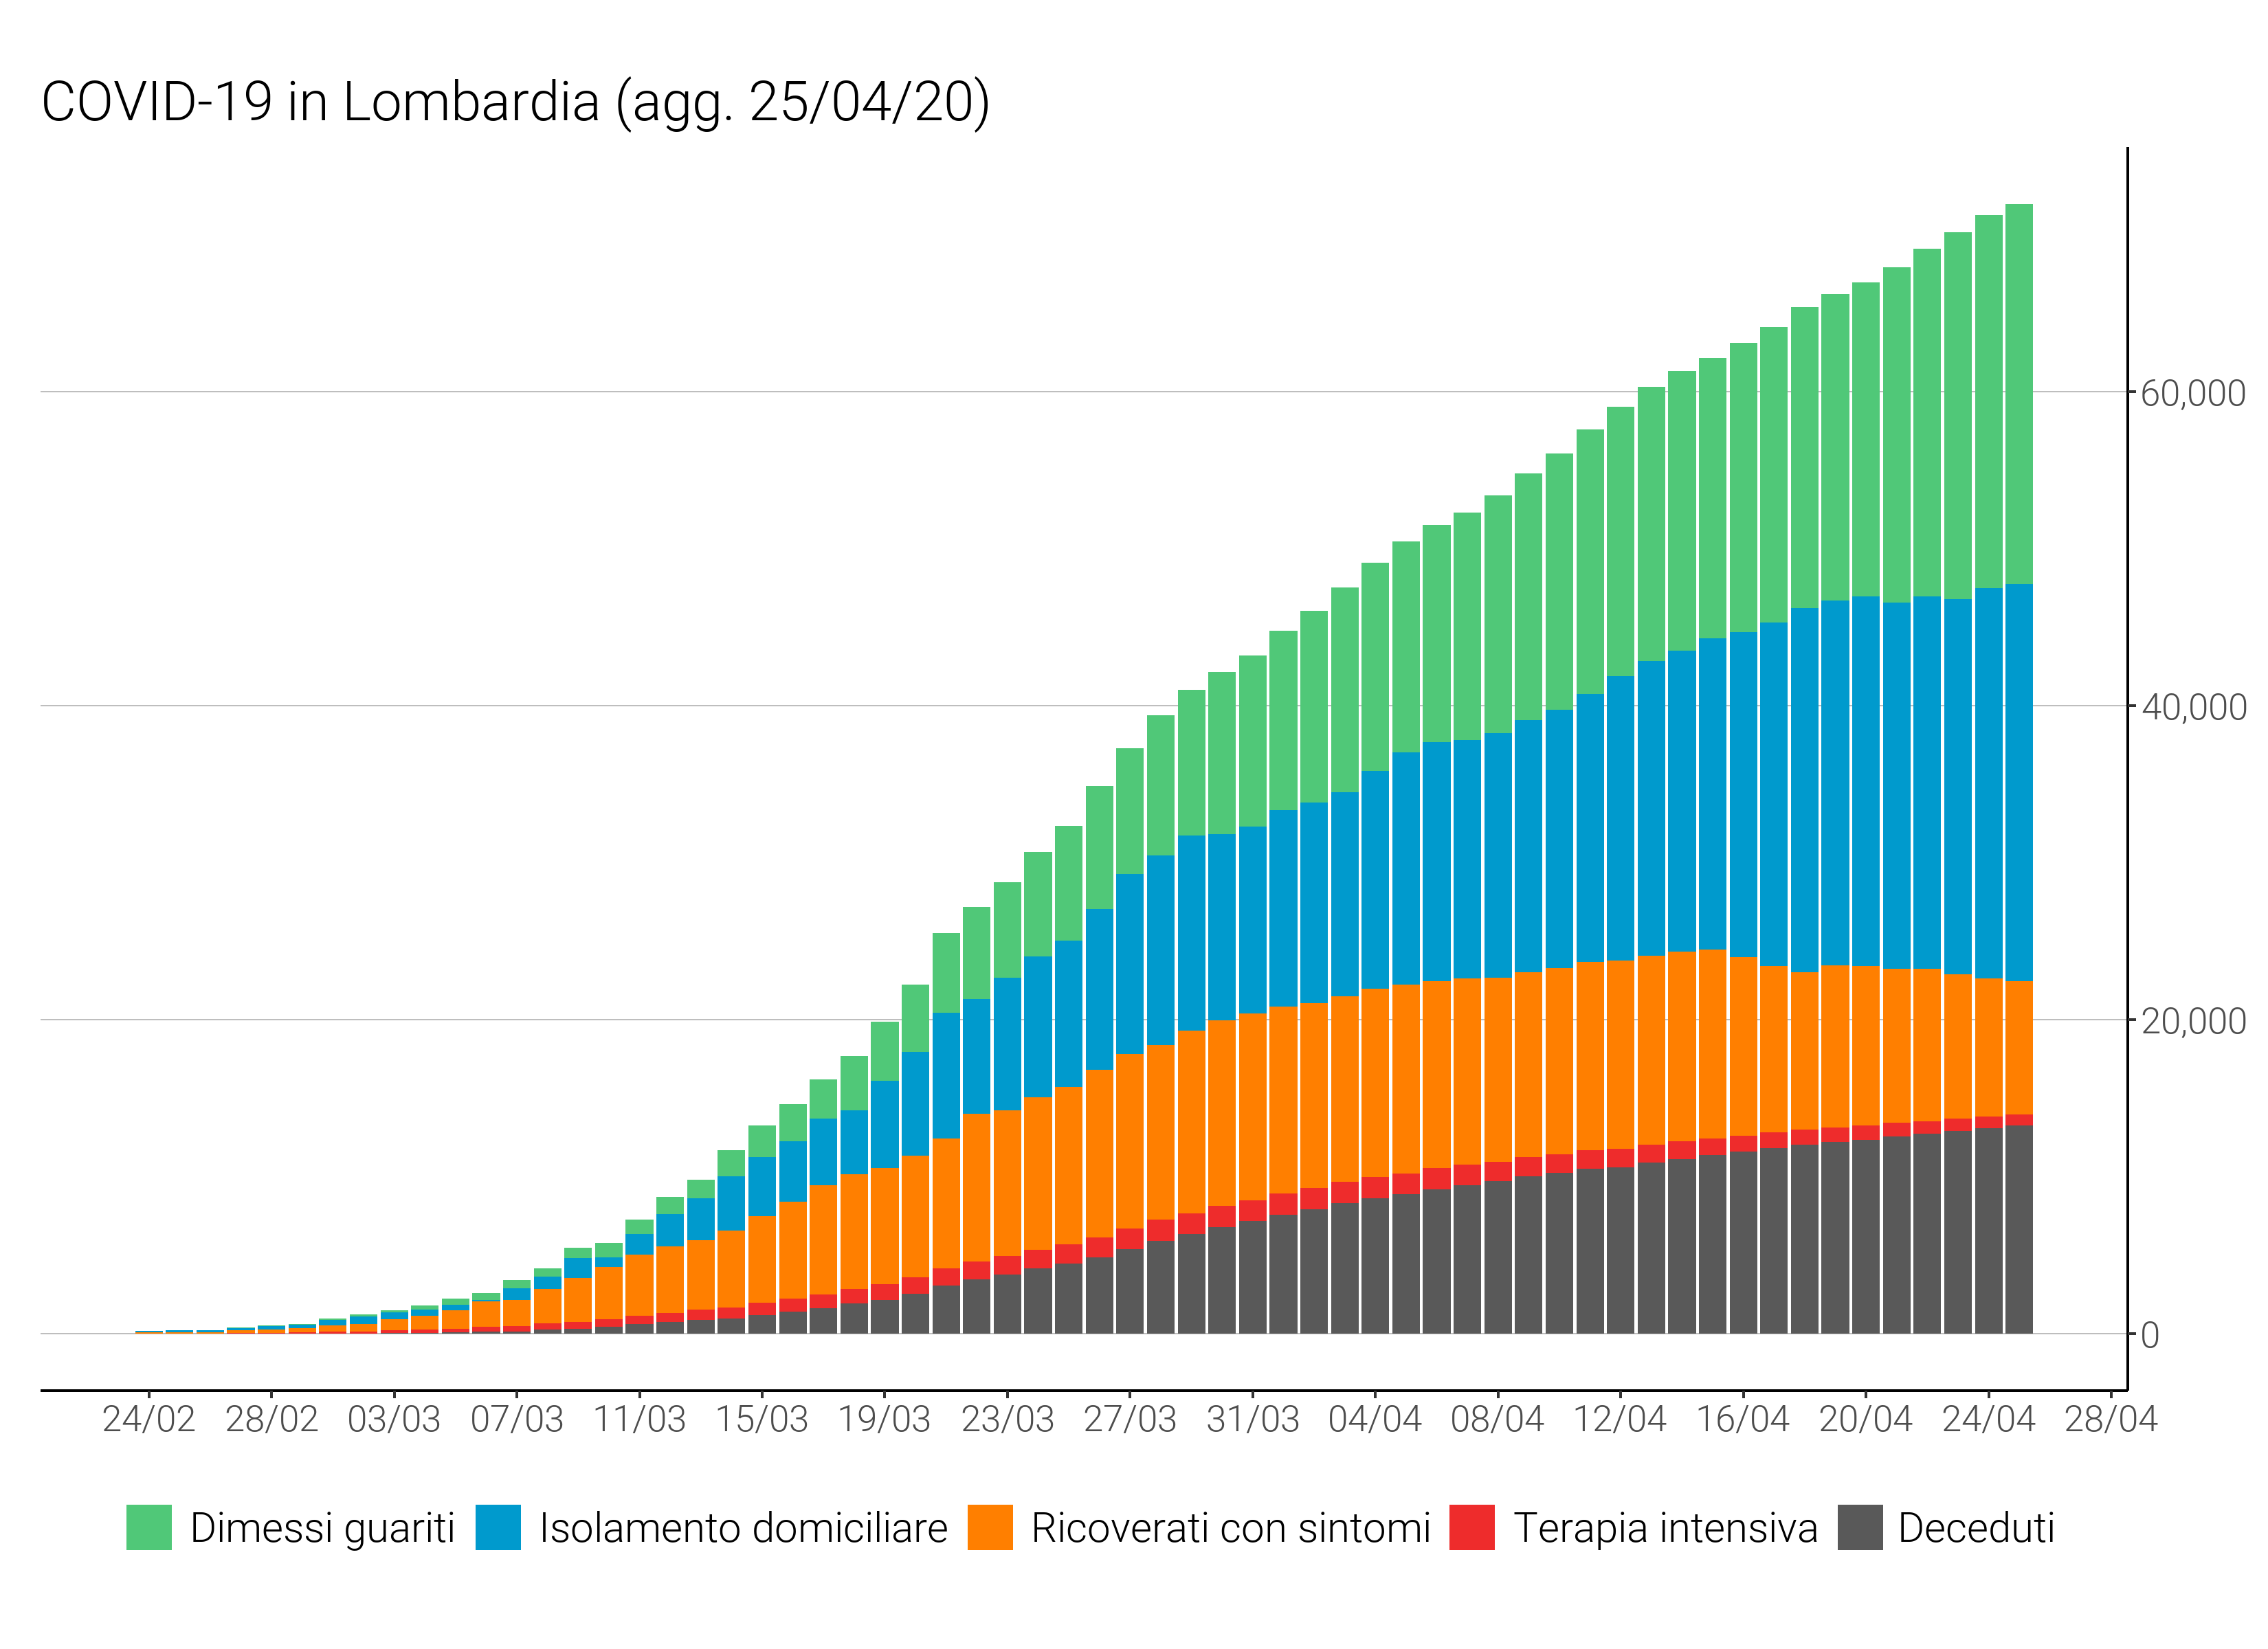 COVID-19 in Lombardia (agg. 25/04/20)
60,000
40,000
20,000
0
24/02 28/02 03/03 07/03 11/03 15/03 19/03 23/03 27/03 31/03 04/04 08/04 12/04 16/04 20/04 24/04 28/04
Dimessi guariti Isolamento domiciliare Ricoverati con sintomi Terapia intensiva Deceduti